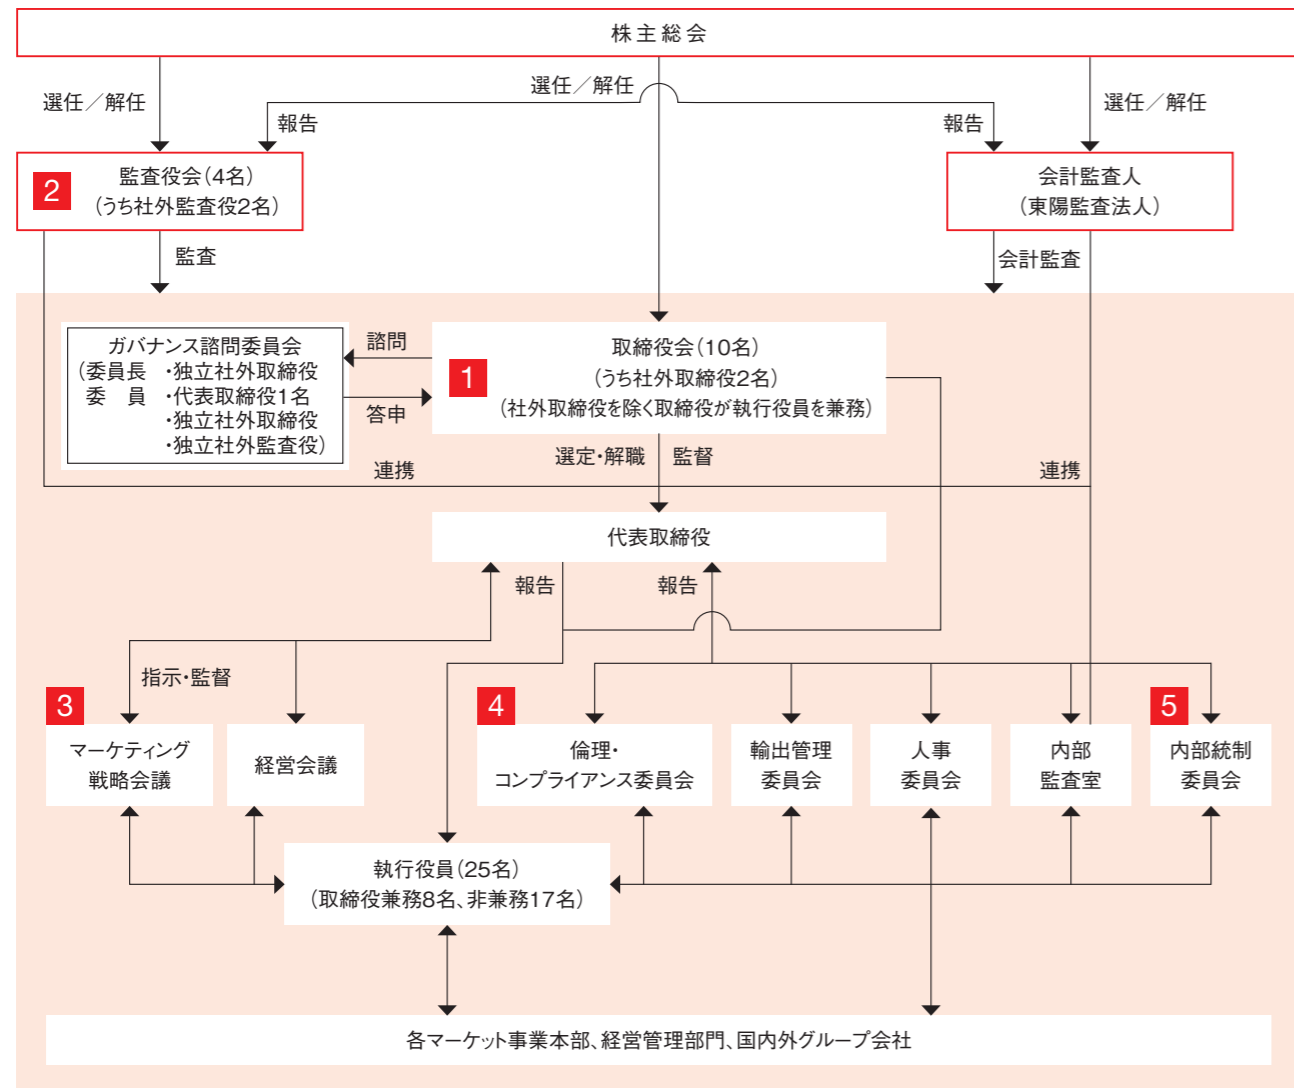 株主総会
選任／解任
選任／解任
選任／解任
報告
報告
2
監査役会（4名）
（うち社外監査役2名）
会計監査人
（東陽監査法人）
監査
会計監査
ガバナンス諮問委員会
（委員長　・独立社外取締役
委　員　・代表取締役1名
・独立社外取締役
・独立社外監査役）
諮問
答申
1
取締役会（10名）
（うち社外取締役2名）
（社外取締役を除く取締役が執行役員を兼務）
選定・解職
監督
連携
連携
代表取締役
報告
報告
指示・監督
3
マーケティング
戦略会議
経営会議
4
倫理・
コンプライアンス委員会
輸出管理
委員会
人事
委員会
内部
監査室
5
内部統制
委員会
執行役員（25名）
（取締役兼務8名、非兼務17名）
各マーケット事業本部、経営管理部門、国内外グループ会社